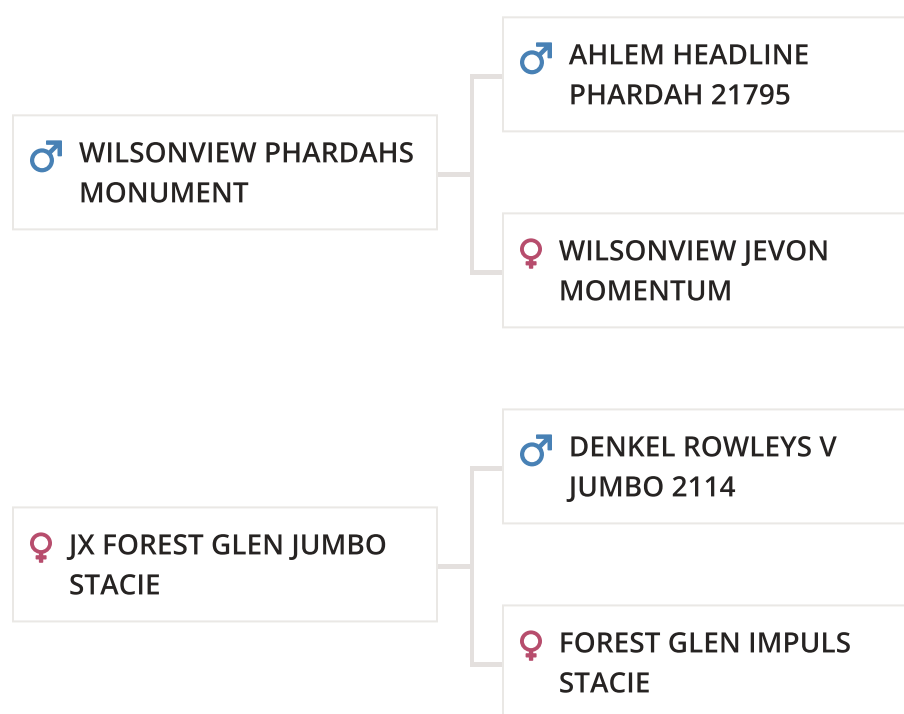 AHLEM HEADLINE
PHARDAH 21795
WILSONVIEW PHARDAHS
MONUMENT
WILSONVIEW JEVON
MOMENTUM
DENKEL ROWLEYS V
JUMBO 2114
JX FOREST GLEN JUMBO
STACIE
FOREST GLEN IMPULS
STACIE